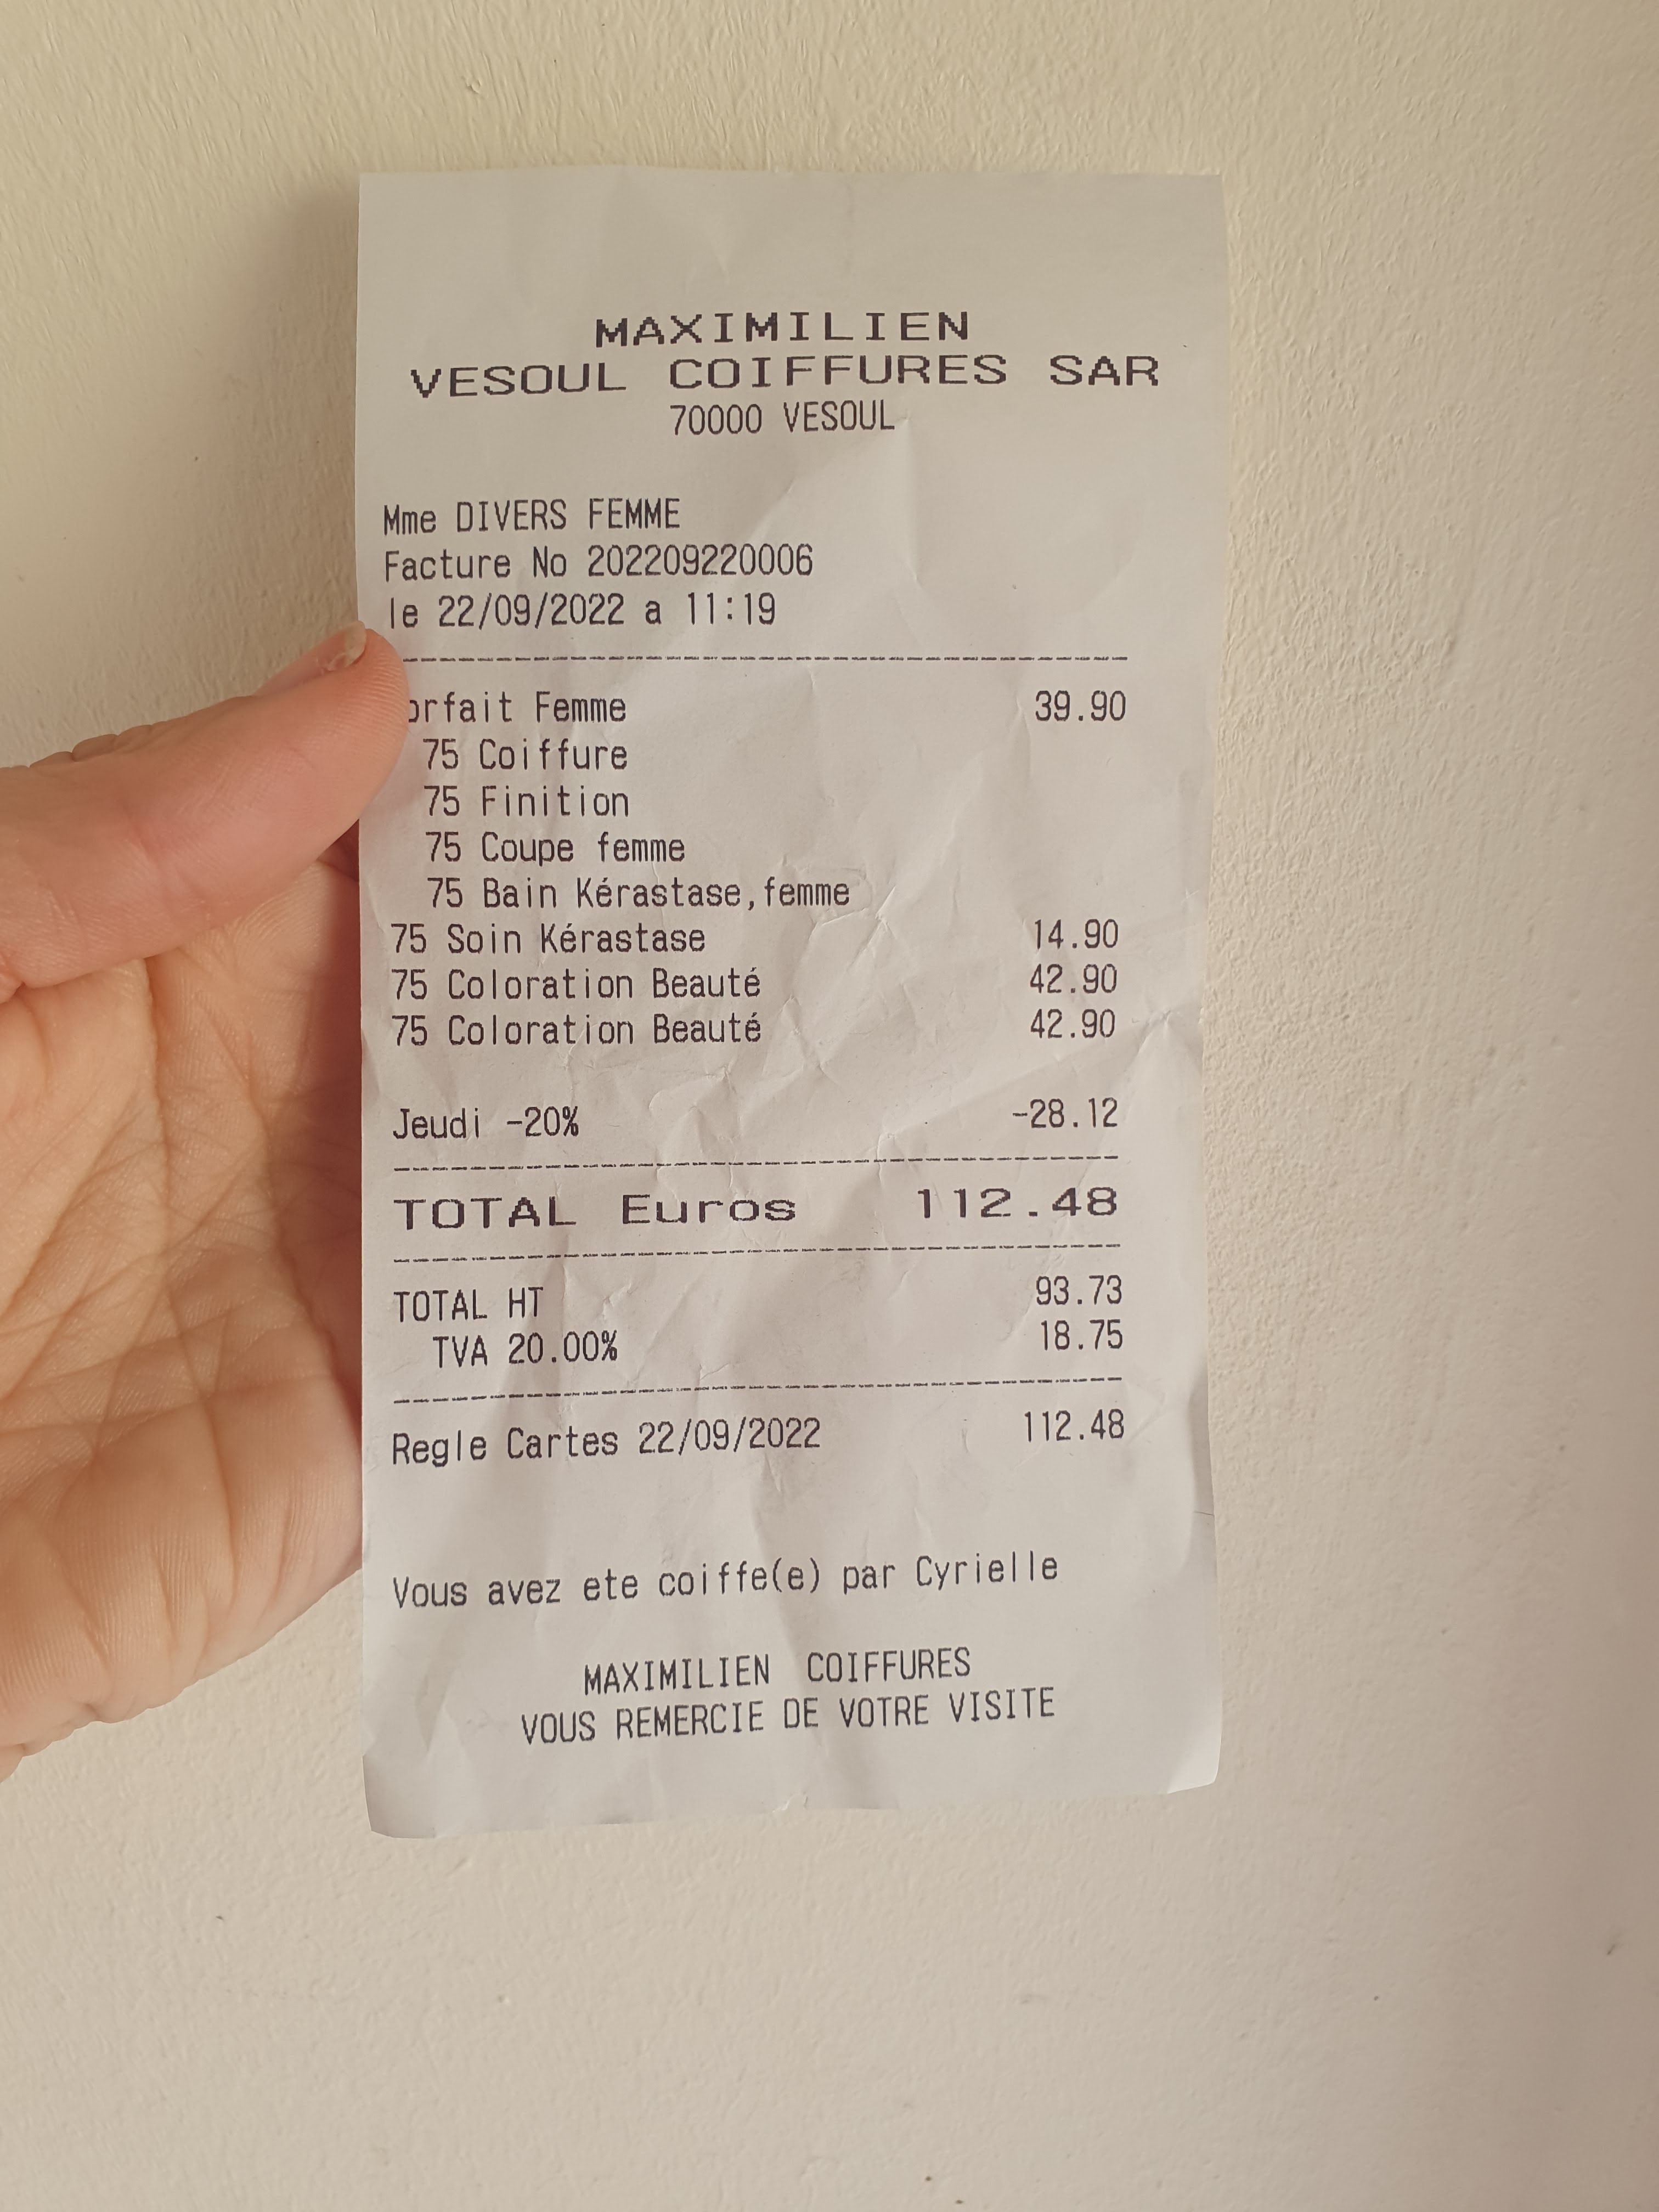 MAXIMILIEN
VESOUL COIFFURES SAR
70000 VESOUL
Mme DIVERS FEMME
Facture No 202209220006
le 22/09/2022 a 11:19
orfait Femme 39.90
75 Coiffure
75 Finition
75 Coupe femme
75 Bain Kérastase,femme
75 Soin Kérastase 14.90
75 Coloration Beauté 42.90
75 Coloration Beauté 42.90
Jeudi -20% -28.12
TOTAL Euros 112.48
TOTAL HT 93.73
TVA 20.00% 18.75
Regle Cartes 22/09/2022 112.48
Vous avez ete coiffe(e) par Cyrielle
MAXIMILIEN COIFFURES
VOUS REMERCIE DE VOTRE VISITE